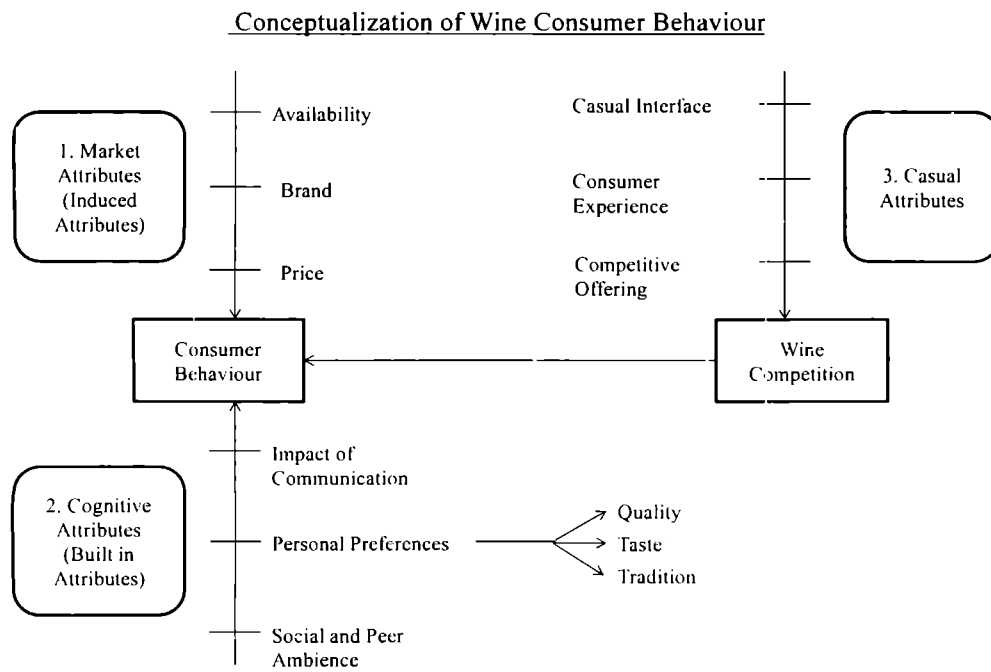 Conceptualization of Wine Consumer Behaviour
1. Market
Attributes
(Induced
Attributes)
Availability
Brand
Price
Casual Interface
Consumer
Experience
Competitive
Offering
3. Casual
Attributes
Consumer
Behaviour
Wine
Competition
2. Cognitive
Attributes
(Built in
Attributes)
Impact of
Communication
Personal Preferences
Quality
Taste
Tradition
Social and Peer
Ambience